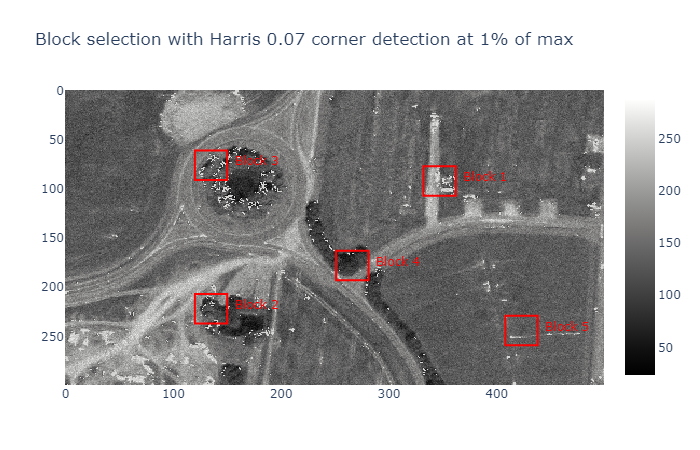 Block selection with Harris 0.07 corner detection at 1% of max
0
50
100
150
200
250
0
100
200
300
400
Block 3
Block 1
Block 4
Block 2
Block 5
250
200
150
100
50